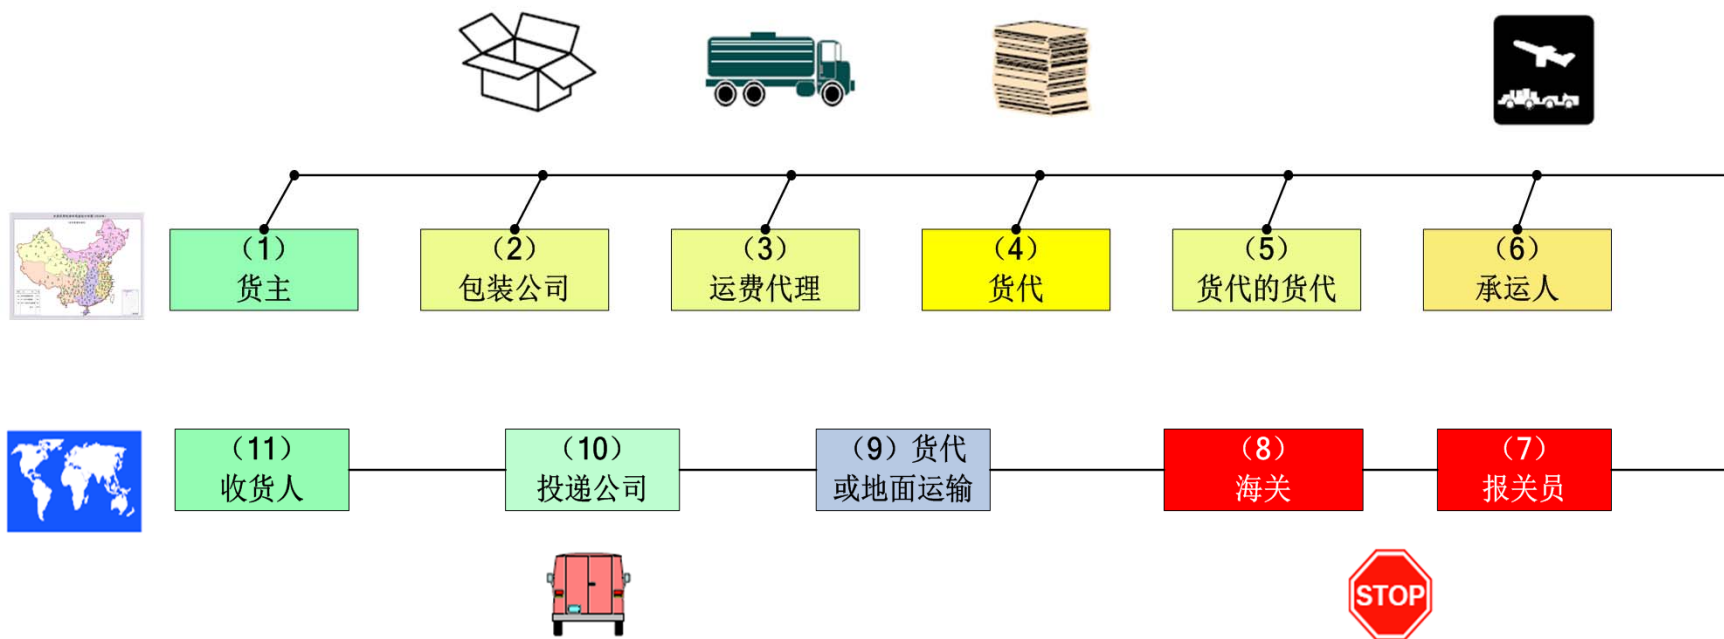 （1）
货主
（2）
包装公司
（3）
运费代理
（4）
货代
（5）
货代的货代
（6）
承运人
（11）
收货人
（10）
投递公司
（9）货代
或地面运输
（8）
海关
（7）
报关员
STOP